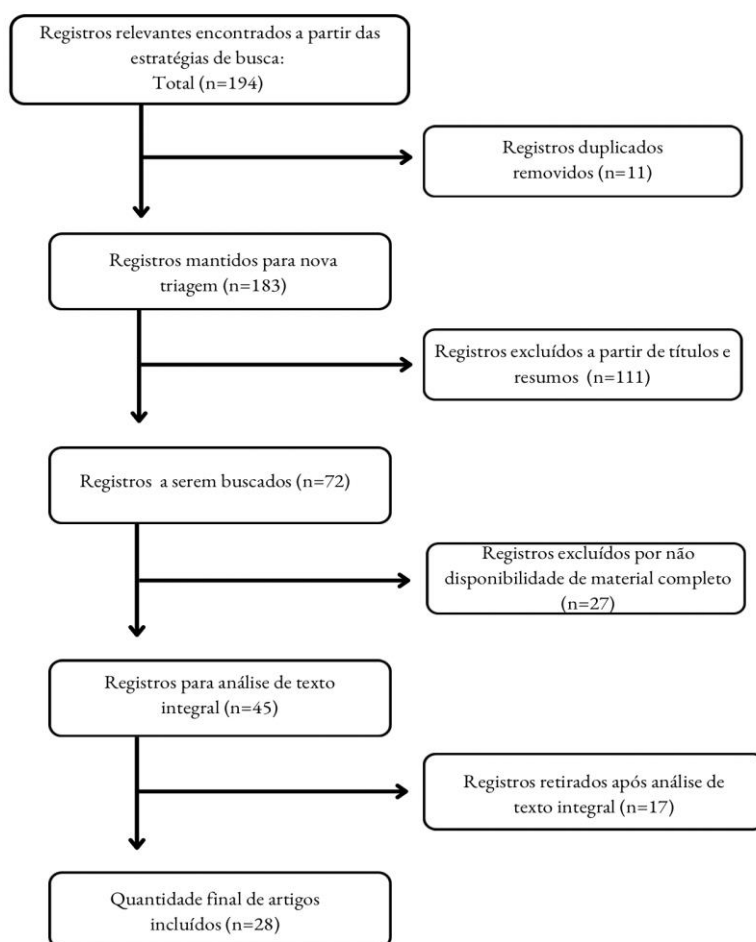 Registros relevantes encontrados a partir das
estratégias de busca:
Total (n=194)
Registros duplicados
removidos (n=11)
Registros mantidos para nova
triagem (n=183)
Registros excluídos a partir de títulos e
resumos (n=111)
Registros a serem buscados (n=72)
Registros excluídos por não
disponibilidade de material completo
(n=27)
Registros para análise de texto
integral (n=45)
Registros retirados após análise de
texto integral (n=17)
Quantidade final de artigos
incluídos (n=28)